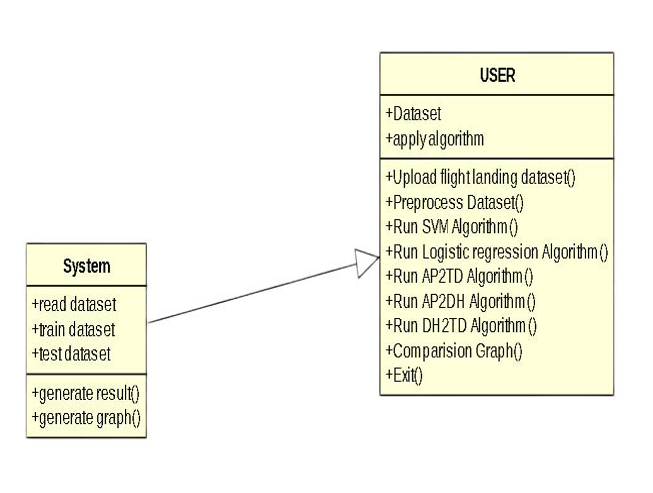 USER
+Dataset
+apply algorithm
+Upload flight landing dataset()
+Preprocess Dataset()
+Run SVM Algorithm()
+Run Logistic regression Algorithm()
+Run AP2TD Algorithm()
+Run AP2DH Algorithm()
+Run DH2TD Algorithm()
+Comparision Graph()
+Exit()
System
+read dataset
+train dataset
+test dataset
+generate result()
+generate graph()